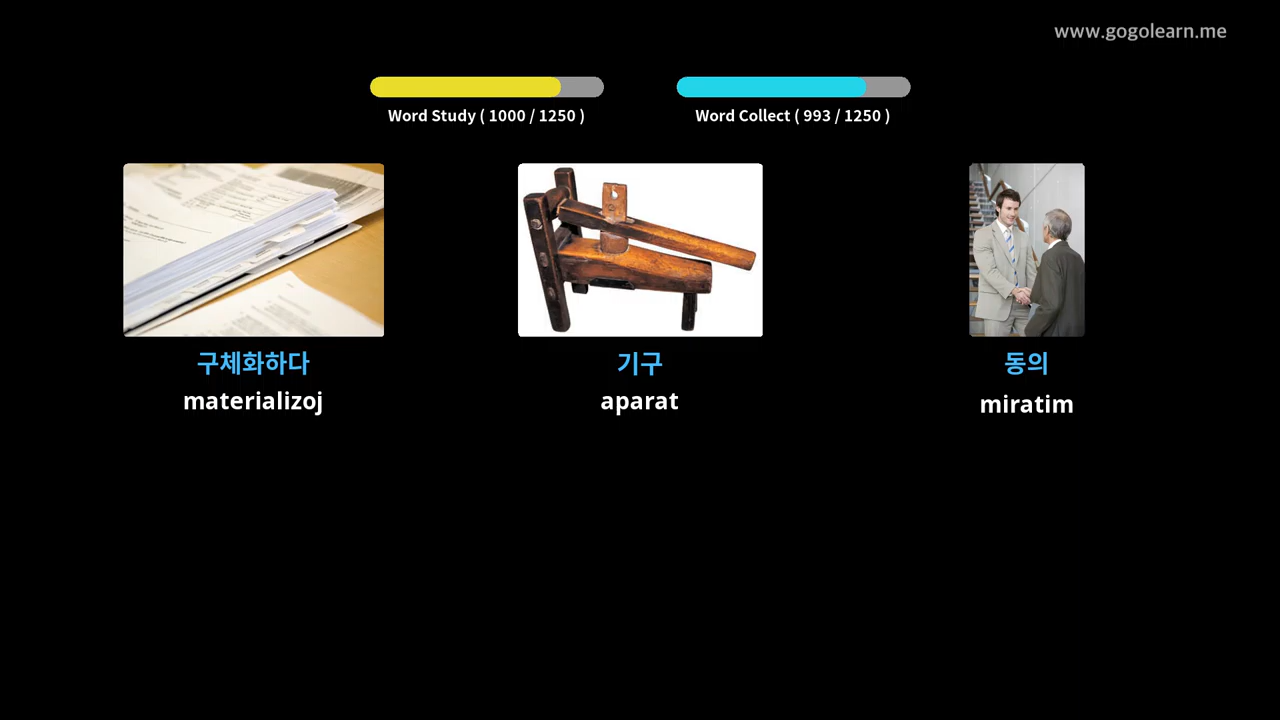 www.gogolearn.me
Word Study ( 1000 / 1250 )
Word Collect ( 993 / 1250 )
구체화하다
materializoj
기구
aparat
동의
miratim